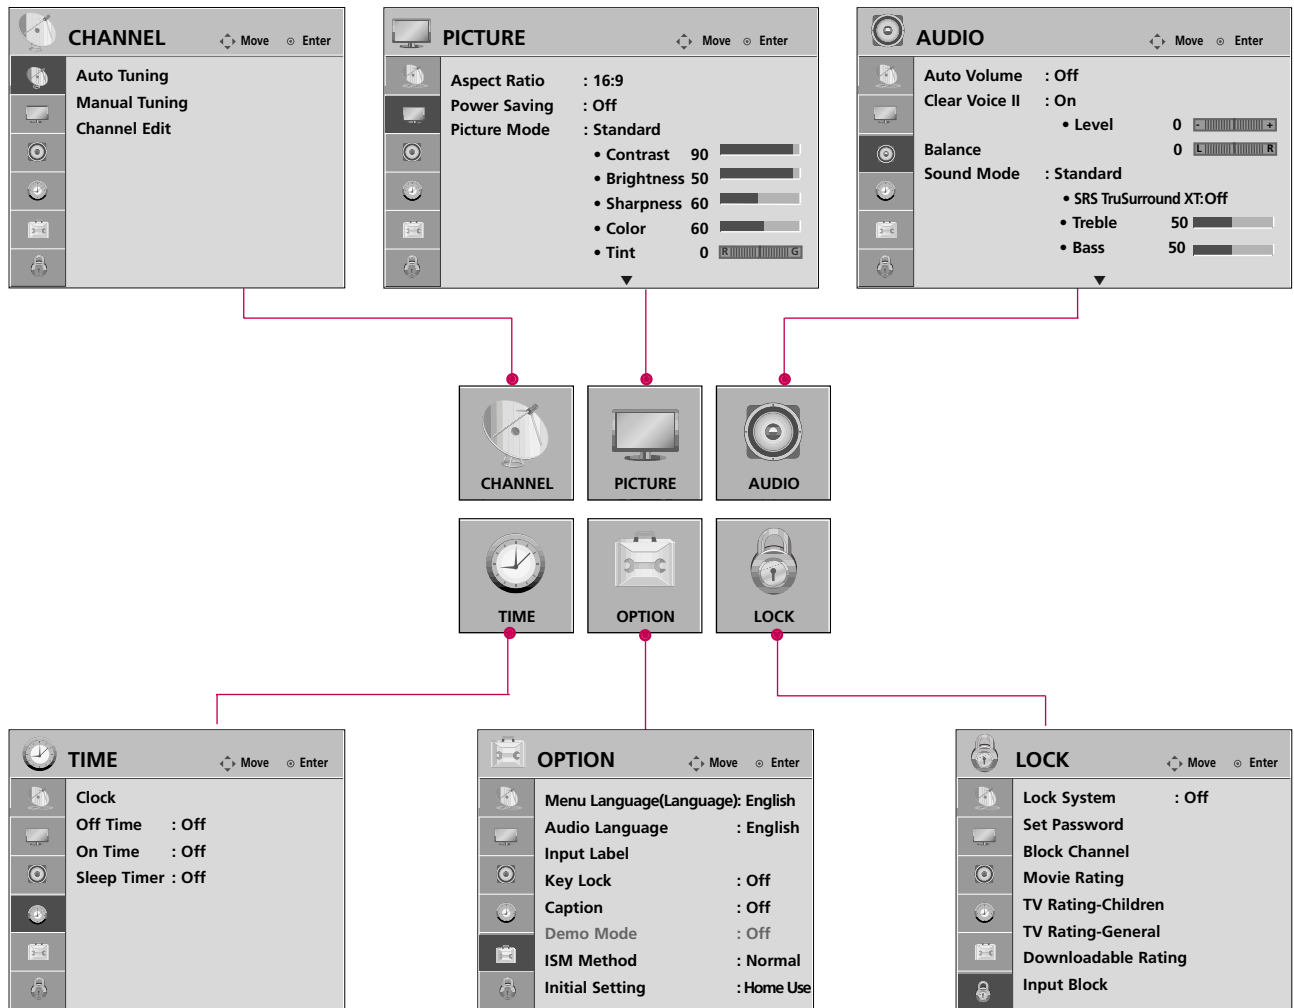 CHANNEL Move Enter
Auto Tuning
Manual Tuning
Channel Edit
PICTURE Move Enter
Aspect Ratio : 16:9
Power Saving : Off
Picture Mode : Standard
• Contrast 90
• Brightness 50
• Sharpness 60
• Color 60
• Tint 0 R G
AUDIO Move Enter
Auto Volume : Off
Clear Voice II : On
• Level 0 - +
Balance 0 L R
Sound Mode : Standard
• SRS TruSurround XT:Off
• Treble 50
• Bass 50
CHANNEL
PICTURE
AUDIO
TIME
OPTION
LOCK
TIME Move Enter
Clock
Off Time : Off
On Time : Off
Sleep Timer : Off
OPTION Move Enter
Menu Language(Language): English
Audio Language : English
Input Label
Key Lock : Off
Caption : Off
Demo Mode : Off
ISM Method : Normal
Initial Setting : Home Use
LOCK Move Enter
Lock System : Off
Set Password
Block Channel
Movie Rating
TV Rating-Children
TV Rating-General
Downloadable Rating
Input Block